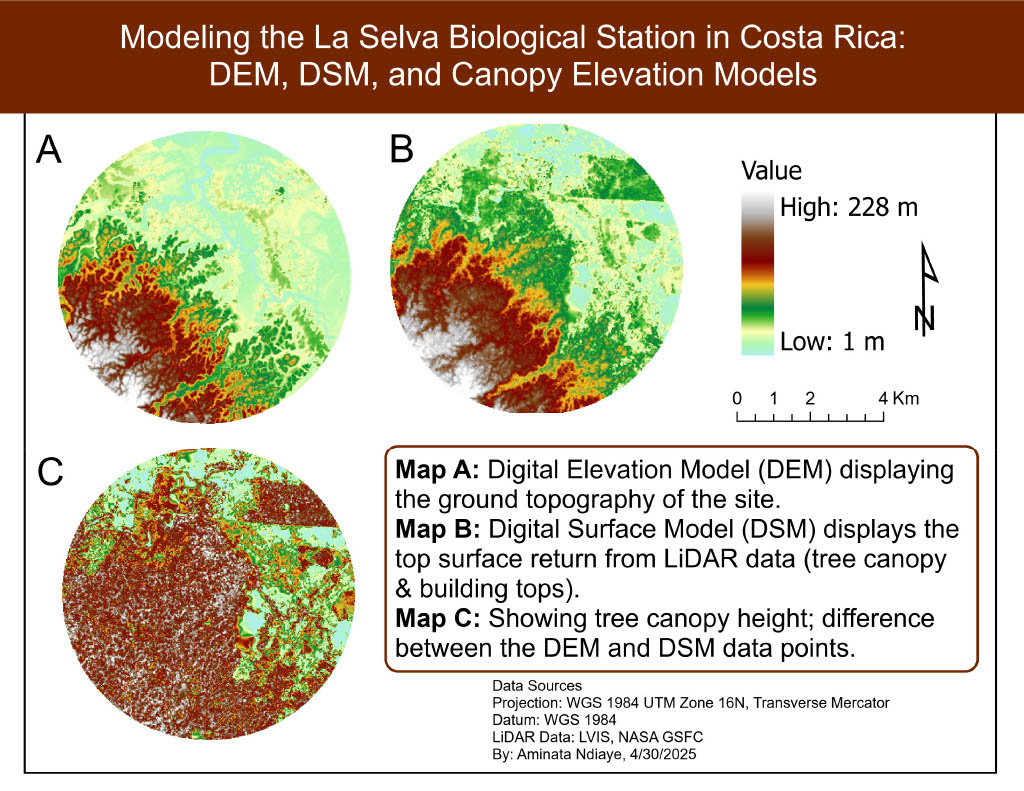 Modeling the La Selva Biological Station in Costa Rica:
DEM, DSM, and Canopy Elevation Models
A
B
Value
High: 228 m
Low: 1 m
N
0 1 2 4 Km
C
Map A: Digital Elevation Model (DEM) displaying
the ground topography of the site.
Map B: Digital Surface Model (DSM) displays the
top surface return from LiDAR data (tree canopy
& building tops).
Map C: Showing tree canopy height; difference
between the DEM and DSM data points.
Data Sources
Projection: WGS 1984 UTM Zone 16N, Transverse Mercator
Datum: WGS 1984
LiDAR Data: LVIS, NASA GSFC
By: Aminata Ndiaye, 4/30/2025